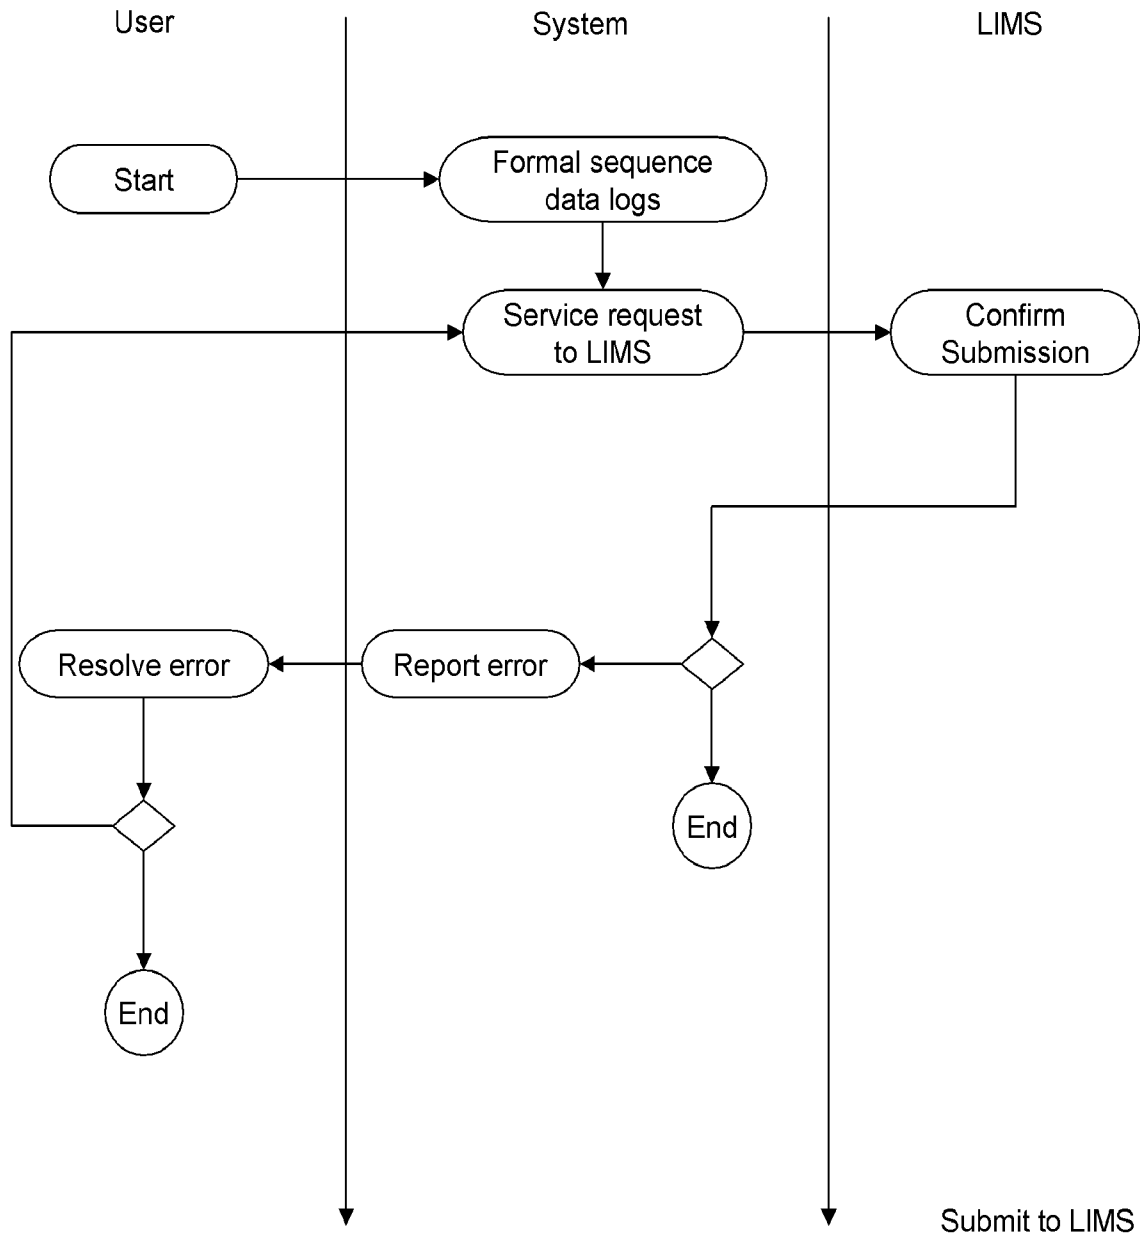 User
System
LIMS
Start
Formal sequence
data logs
Service request
to LIMS
Confirm
Submission
Resolve error
Report error
End
End
Submit to LIMS